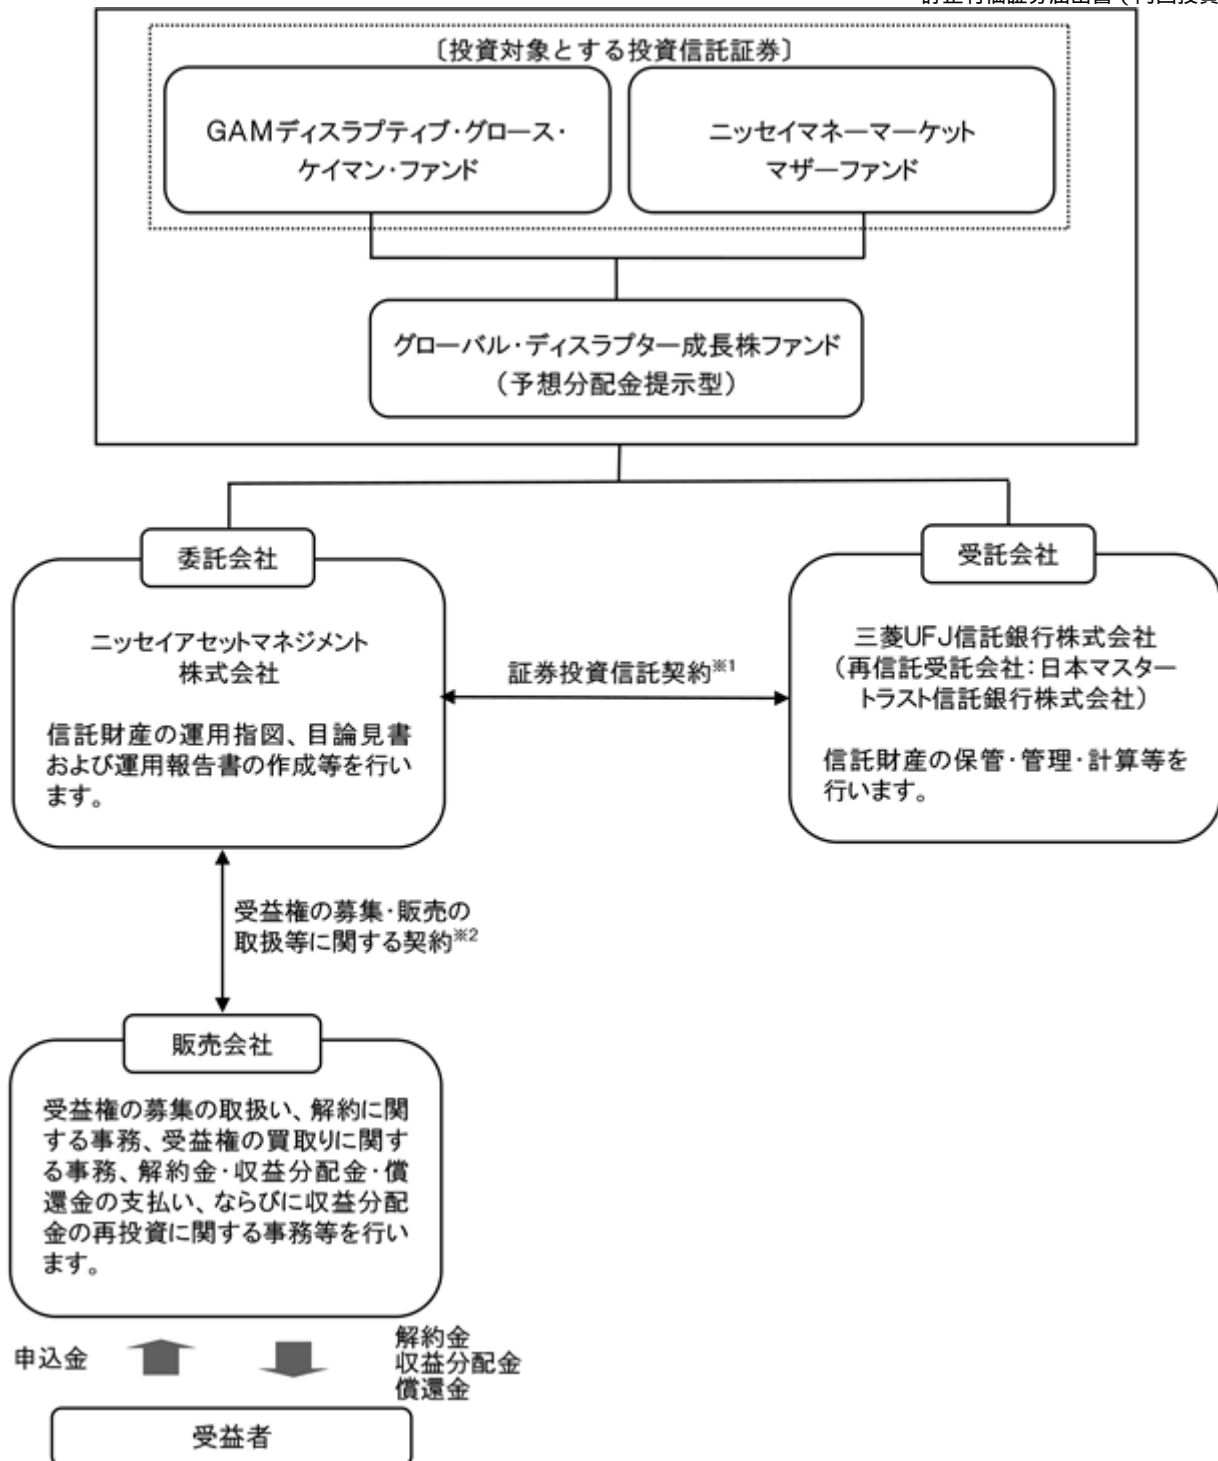 〔投資対象とする投資信託証券〕
GAMディスラプティブ・グロース・
ケイマン・ファンド
ニッセイマネーマーケット
マザーファンド
グローバル・ディスラプター成長株ファンド
（予想分配金提示型）
委託会社
ニッセイアセットマネジメント
株式会社
信託財産の運用指図、目論見書
および運用報告書の作成等を行い
ます。
証券投資信託契約※1
受託会社
三菱UFJ信託銀行株式会社
（再信託受託会社：日本マスター
トラスト信託銀行株式会社）
信託財産の保管・管理・計算等を
行います。
受益権の募集・販売の
取扱等に関する契約※2
販売会社
受益権の募集の取扱い、解約に関
する事務、受益権の買取りに関す
る事務、解約金・収益分配金・償
還金の支払い、ならびに収益分配
金の再投資に関する事務等を行い
ます。
申込金
解約金
収益分配金
償還金
受益者